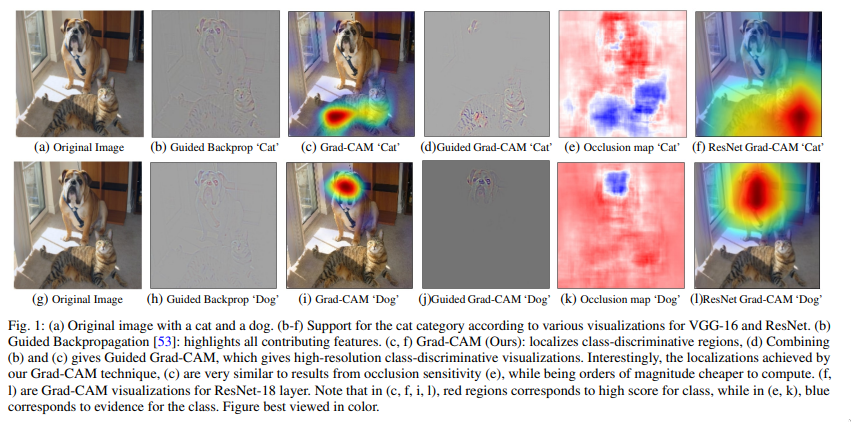 (a) Original Image (b) Guided Backprop ‘Cat’ (c) Grad-CAM ‘Cat’ (d)Guided Grad-CAM ‘Cat’ (e) Occlusion map ‘Cat’ (f) ResNet Grad-CAM ‘Cat’
(g) Original Image (h) Guided Backprop ‘Dog’ (i) Grad-CAM ‘Dog’ (j)Guided Grad-CAM ‘Dog’ (k) Occlusion map ‘Dog’ (l)ResNet Grad-CAM ‘Dog’
Fig. 1: (a) Original image with a cat and a dog. (b-f) Support for the cat category according to various visualizations for VGG-16 and ResNet. (b)
Guided Backpropagation [53]: highlights all contributing features. (c, f) Grad-CAM (Ours): localizes class-discriminative regions, (d) Combining
(b) and (c) gives Guided Grad-CAM, which gives high-resolution class-discriminative visualizations. Interestingly, the localizations achieved by
our Grad-CAM technique, (c) are very similar to results from occlusion sensitivity (e), while being orders of magnitude cheaper to compute. (f,
l) are Grad-CAM visualizations for ResNet-18 layer. Note that in (c, f, i, l), red regions corresponds to high score for class, while in (e, k), blue
corresponds to evidence for the class. Figure best viewed in color.